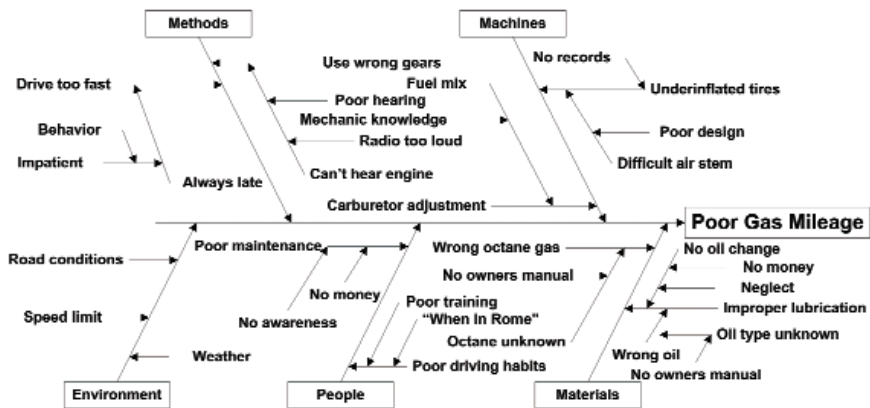 Methods
Machines
No records
Use wrong gears
Fuel mix
Drive too fast
Underinflated tires
Poor hearing
Mechanic knowledge
Behavior
Poor design
Radio too loud
Impatient
Difficult air stem
Can't hear engine
Always late
Carburetor adjustment
Poor Gas Mileage
Poor maintenance
Wrong octane gas
No oil change
Road conditions
No money
No owners manual
Neglect
No money
Poor training
Improper lubrication
Speed limit
No awareness
"When In Rome"
Oil type unknown
Octane unknown
Weather
Wrong oil
Poor driving habits
No owners manual
Environment
People
Materials